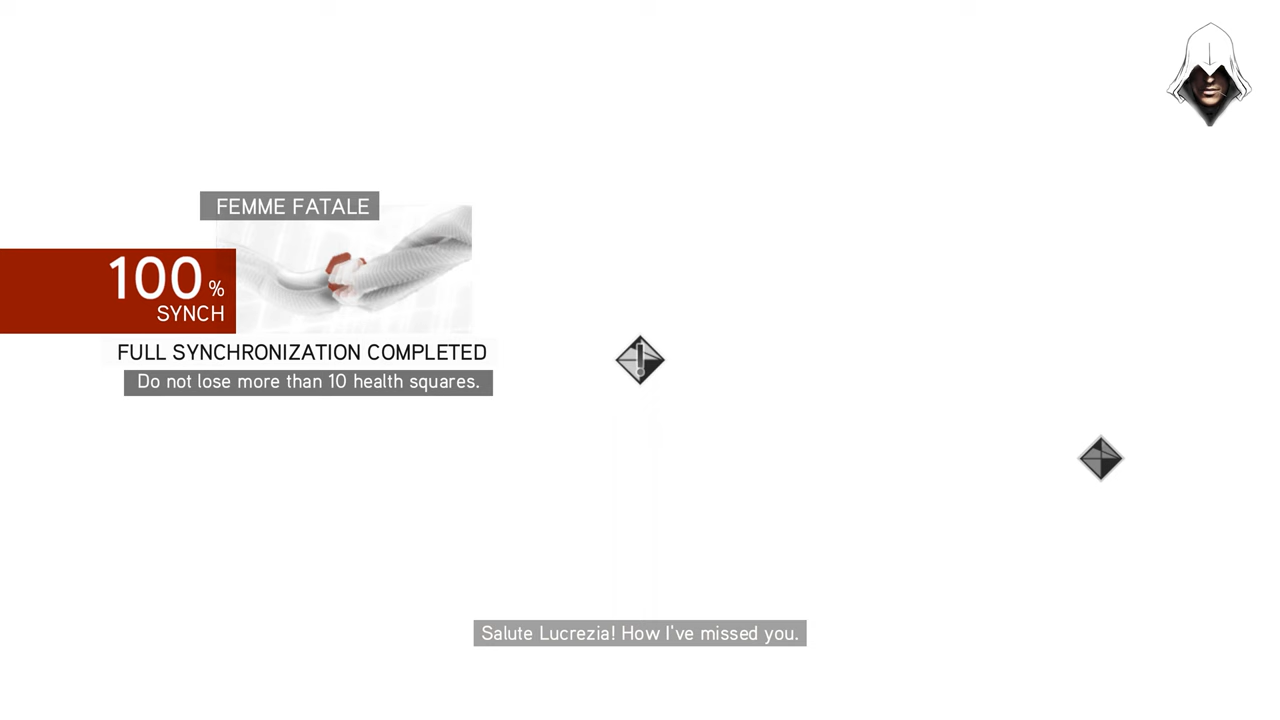 FEMME FATALE
100%
SYNCH
FULL SYNCHRONIZATION COMPLETED
Do not lose more than 10 health squares.
Salute Lucrezia! How I've missed you.